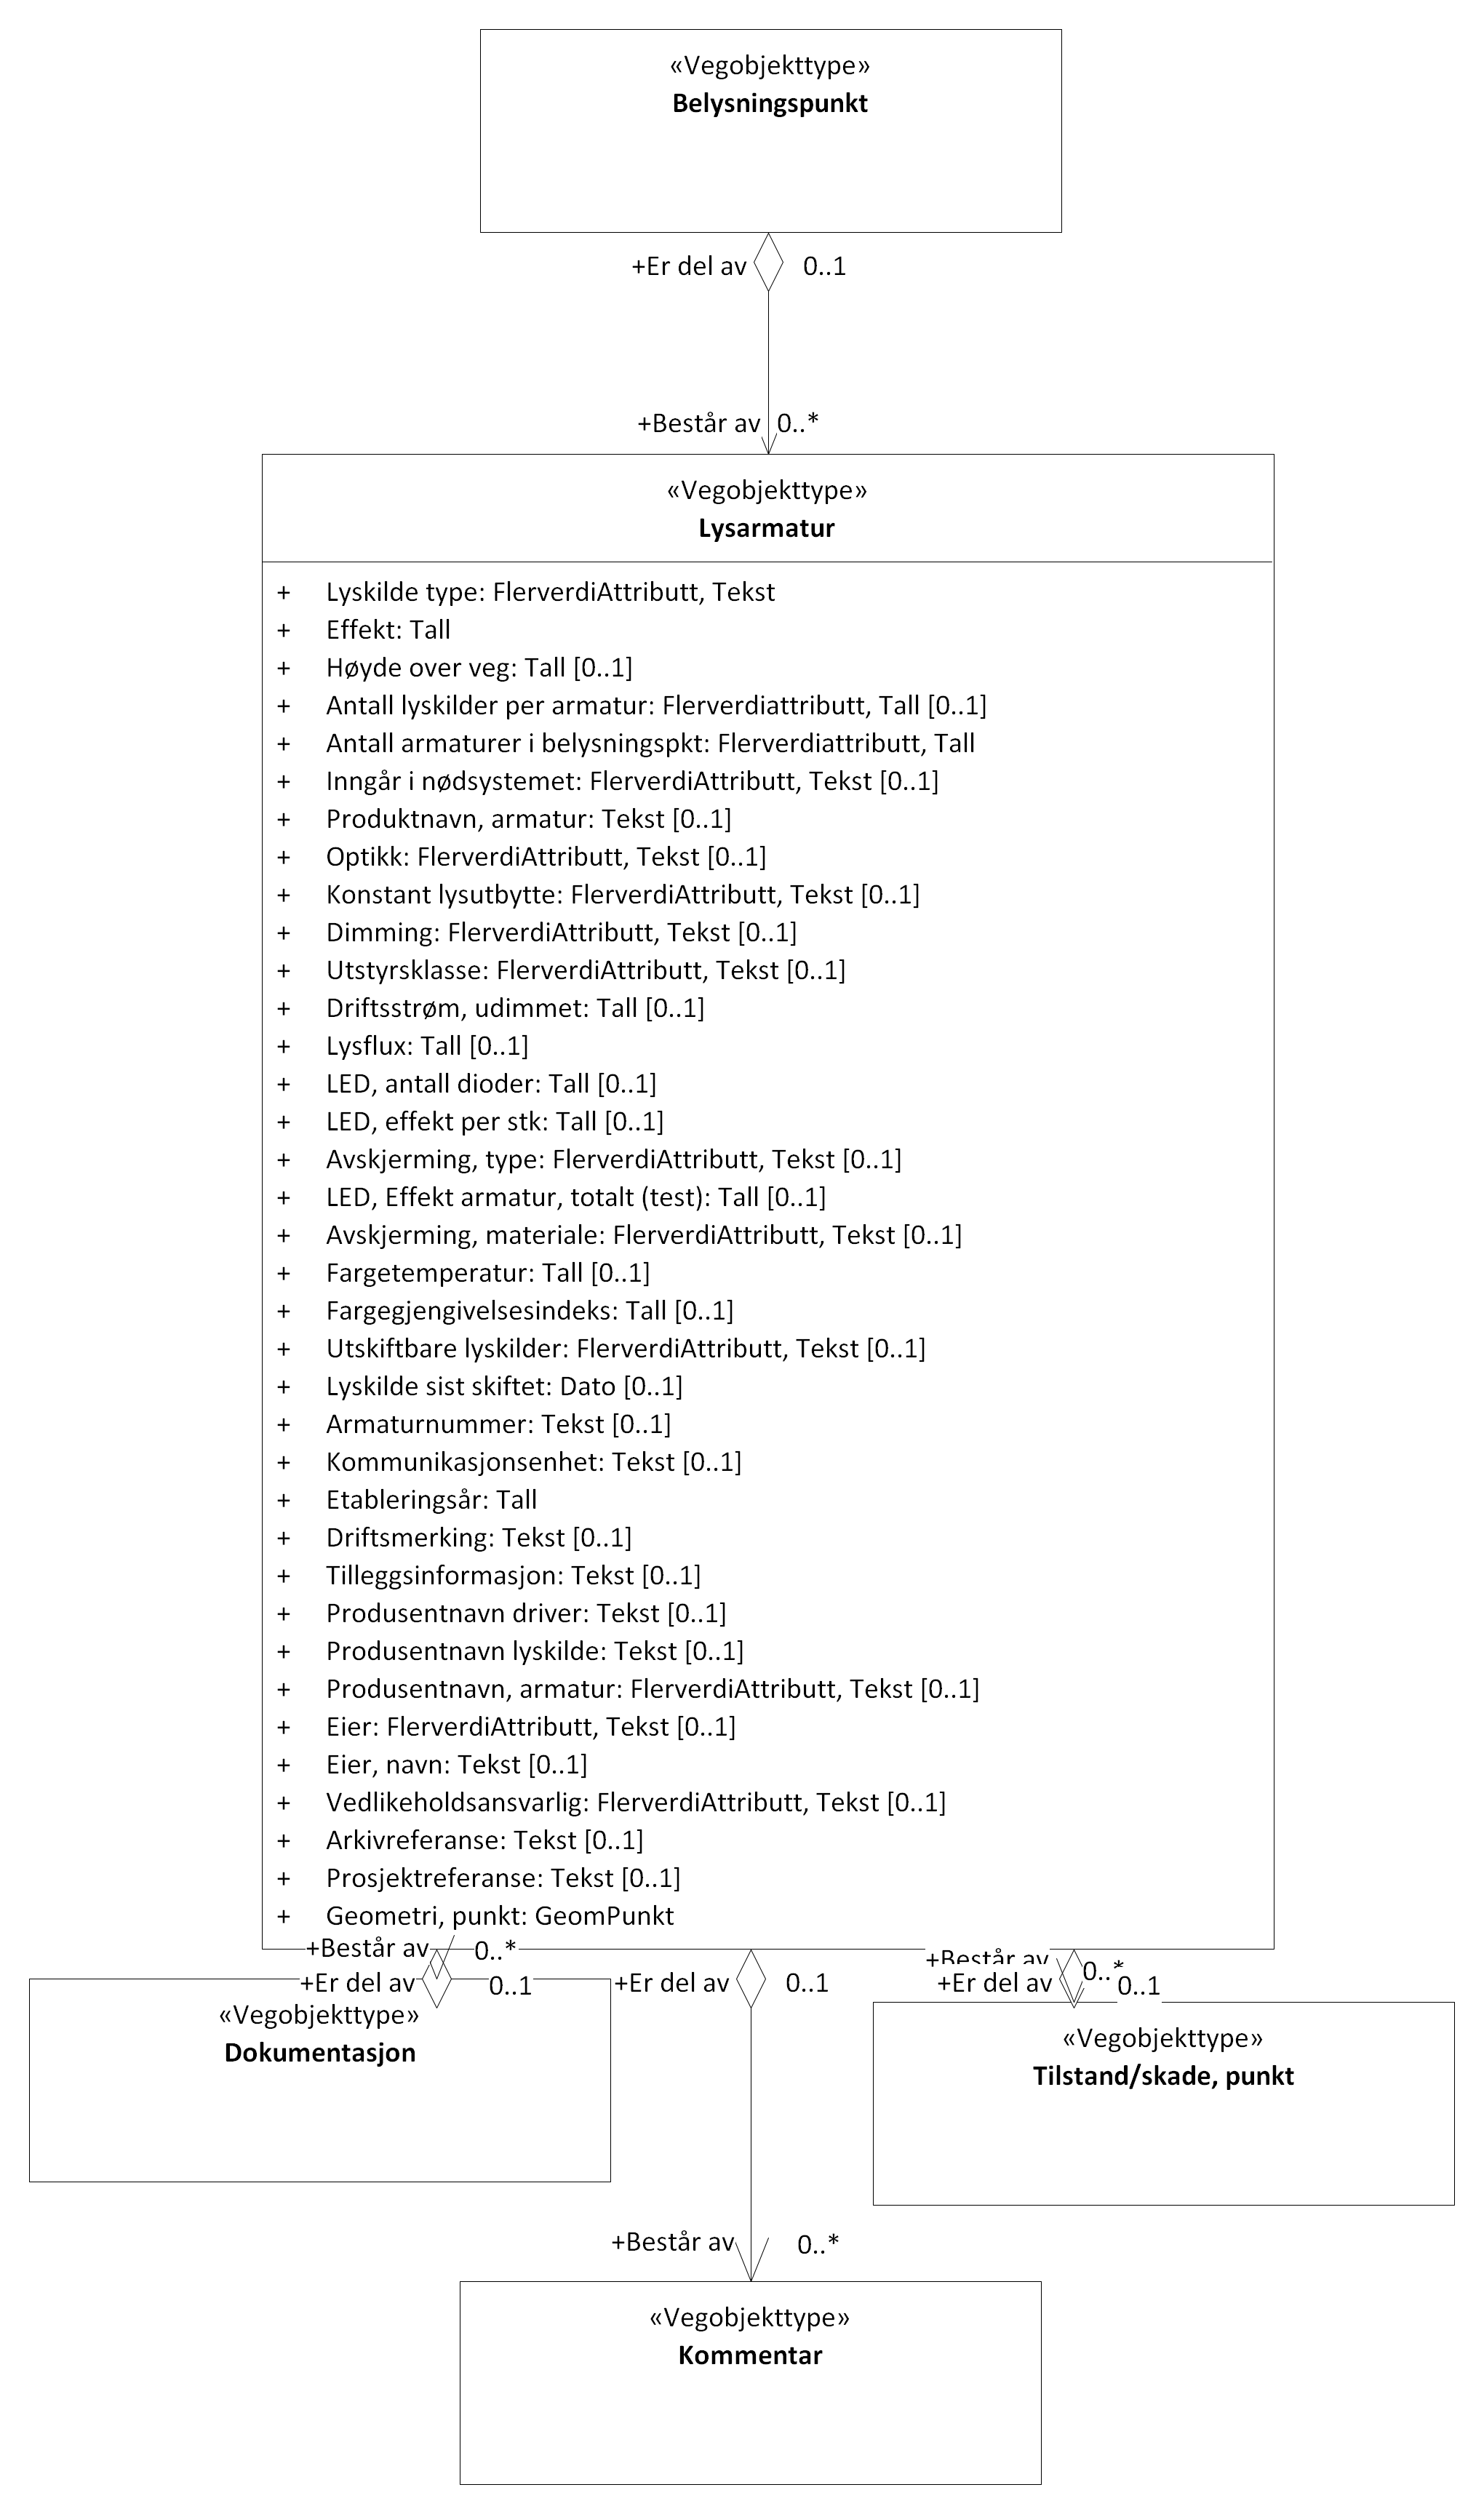 «Vegobjekttype»
Belysningspunkt
+Er del av 0..1
+Består av 0..*
«Vegobjekttype»
Lysarmatur
+ Lyskilde type: FlerverdiAttributt, Tekst
+ Effekt: Tall
+ Høyde over veg: Tall [0..1]
+ Antall lyskilder per armatur: Flerverdiattributt, Tall [0..1]
+ Antall armaturer i belysningspkt: Flerverdiattributt, Tall
+ Inngår i nødsystemet: FlerverdiAttributt, Tekst [0..1]
+ Produktnavn, armatur: Tekst [0..1]
+ Optikk: FlerverdiAttributt, Tekst [0..1]
+ Konstant lysutbytte: FlerverdiAttributt, Tekst [0..1]
+ Dimming: FlerverdiAttributt, Tekst [0..1]
+ Utstyrsklasse: FlerverdiAttributt, Tekst [0..1]
+ Driftsstrøm, udimmet: Tall [0..1]
+ Lysflux: Tall [0..1]
+ LED, antall dioder: Tall [0..1]
+ LED, effekt per stk: Tall [0..1]
+ Avskjerming, type: FlerverdiAttributt, Tekst [0..1]
+ LED, Effekt armatur, totalt (test): Tall [0..1]
+ Avskjerming, materiale: FlerverdiAttributt, Tekst [0..1]
+ Fargetemperatur: Tall [0..1]
+ Fargegjengivelsesindeks: Tall [0..1]
+ Utskiftbare lyskilder: FlerverdiAttributt, Tekst [0..1]
+ Lyskilde sist skiftet: Dato [0..1]
+ Armaturnummer: Tekst [0..1]
+ Kommunikasjonsenhet: Tekst [0..1]
+ Etableringsår: Tall
+ Driftsmerking: Tekst [0..1]
+ Tilleggsinformasjon: Tekst [0..1]
+ Produsentnavn driver: Tekst [0..1]
+ Produsentnavn lyskilde: Tekst [0..1]
+ Produsentnavn, armatur: FlerverdiAttributt, Tekst [0..1]
+ Eier: FlerverdiAttributt, Tekst [0..1]
+ Eier, navn: Tekst [0..1]
+ Vedlikeholdsansvarlig: FlerverdiAttributt, Tekst [0..1]
+ Arkivreferanse: Tekst [0..1]
+ Prosjektreferanse: Tekst [0..1]
+ Geometri, punkt: GeomPunkt
+Består av 0..*
+Er del av 0..1
«Vegobjekttype»
Dokumentasjon
+Er del av 0..1
+Består av 0..*
+Er del av 0..1
«Vegobjekttype»
Tilstand/skade, punkt
+Består av 0..*
«Vegobjekttype»
Kommentar